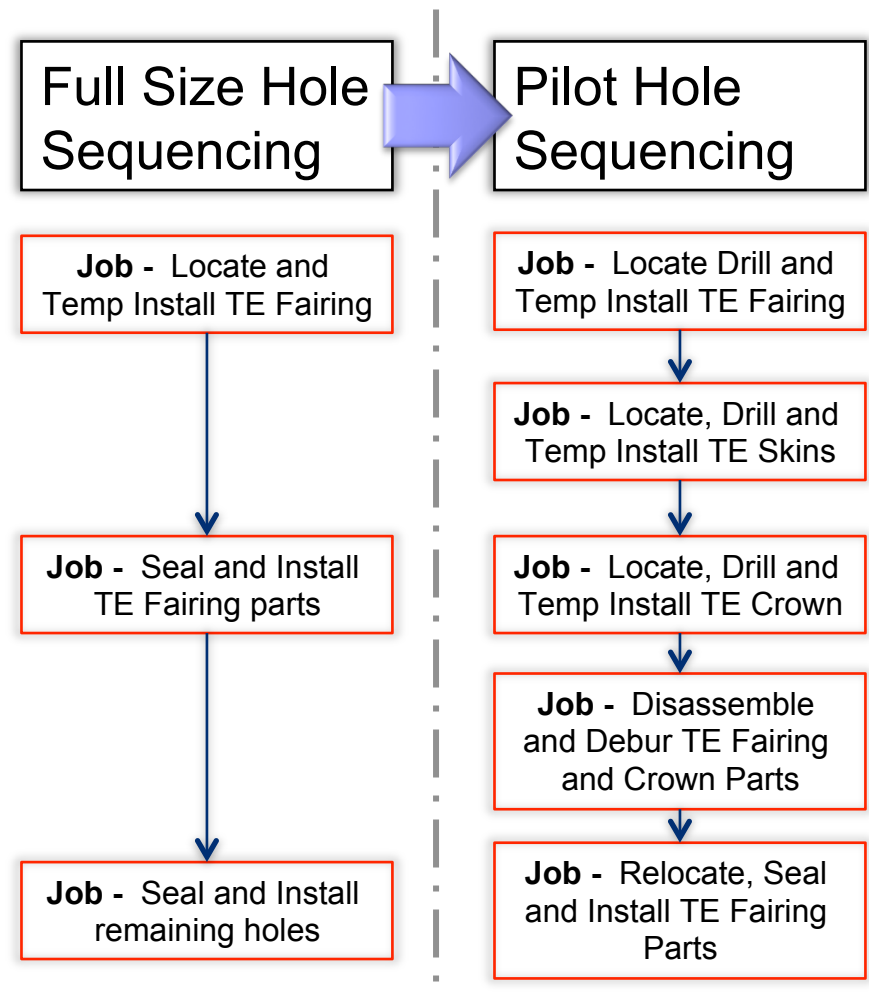 Full Size Hole
Sequencing
Pilot Hole
Sequencing
Job - Locate and
Temp Install TE Fairing
Job - Seal and Install
TE Fairing parts
Job - Seal and Install
remaining holes
Job - Locate Drill and
Temp Install TE Fairing
Job - Locate, Drill and
Temp Install TE Skins
Job - Locate, Drill and
Temp Install TE Crown
Job - Disassemble
and Debur TE Fairing
and Crown Parts
Job - Relocate, Seal
and Install TE Fairing
Parts